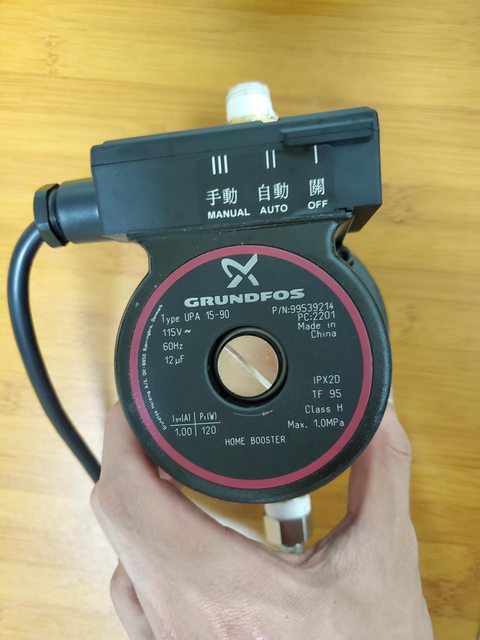 III II I
手動 自動 關
MANUAL AUTO OFF
GRUNDFOS
Type UPA 15-90
P/N:99539214
PC:2201
Made in
China
115V~
60Hz
12µF
IPX2D
TF 95
Class H
Max. 1.0MPa
I1/1(A) P1(W)
1,00 120
HOME BOOSTER